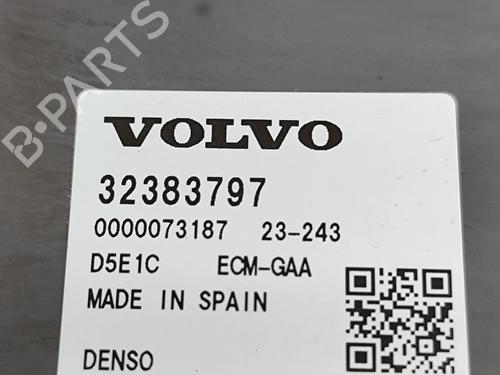 B-PARTS
VOLVO
32383797
0000073187 23-243
D5E1C ECM-GAA
MADE IN SPAIN
DENSO